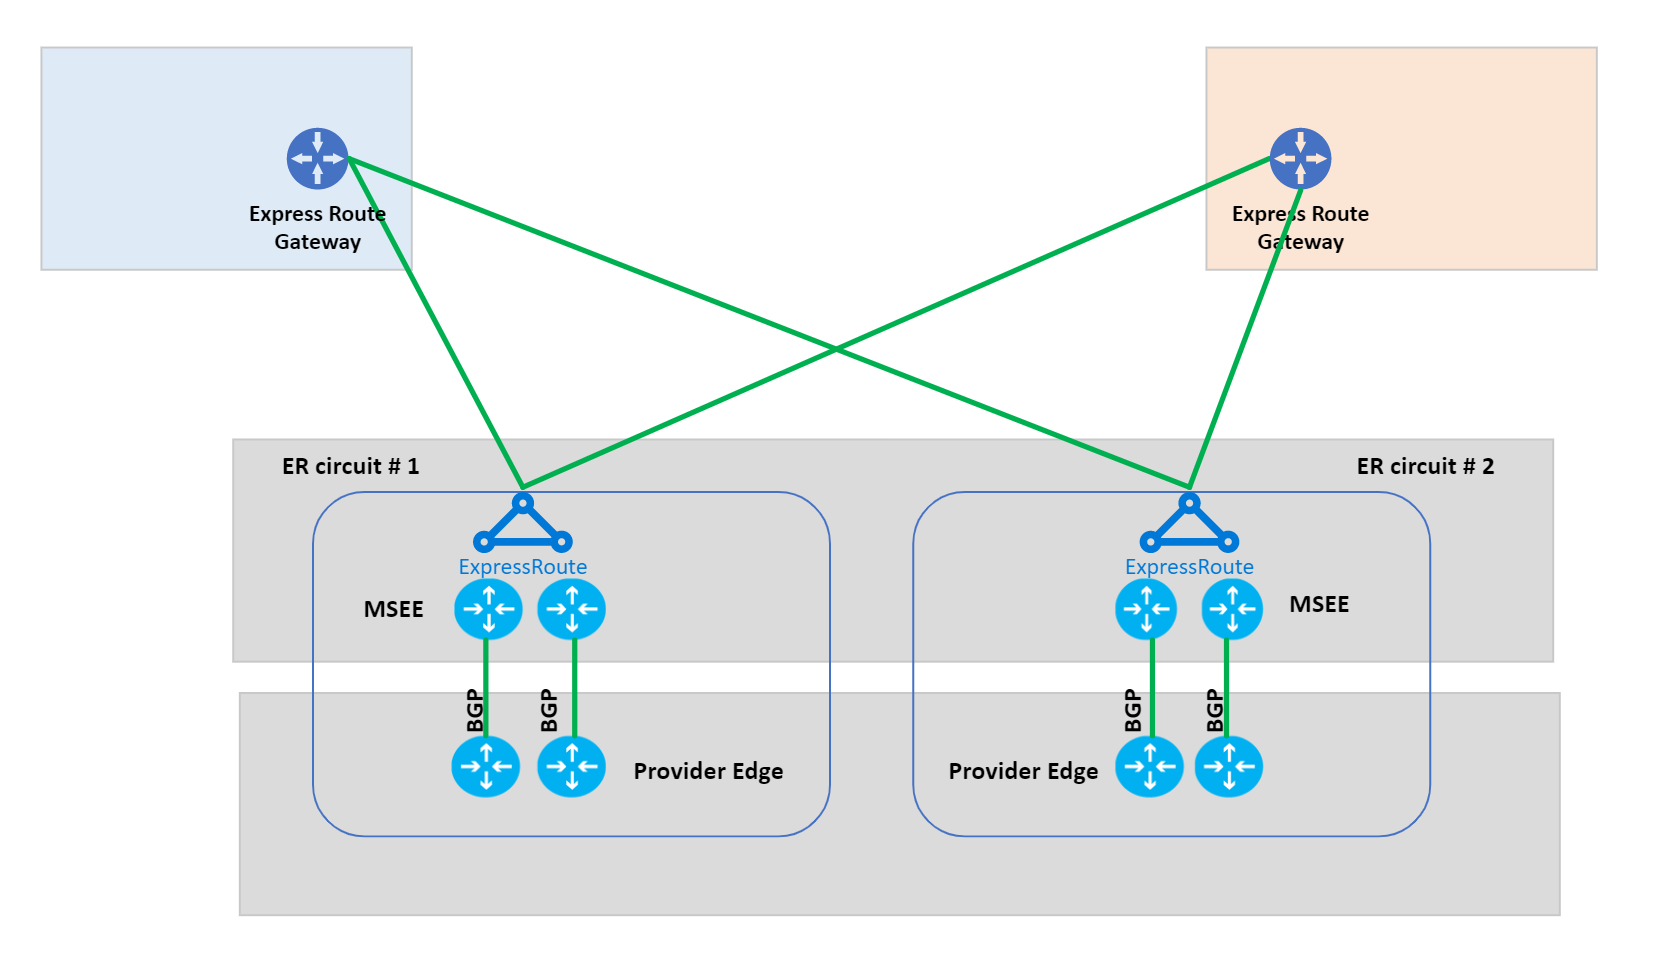 Express Route
Gateway
Express Route
Gateway
ER circuit # 1
ER circuit # 2
ExpressRoute
ExpressRoute
MSEE
MSEE
BGP
BGP
BGP
BGP
Provider Edge
Provider Edge